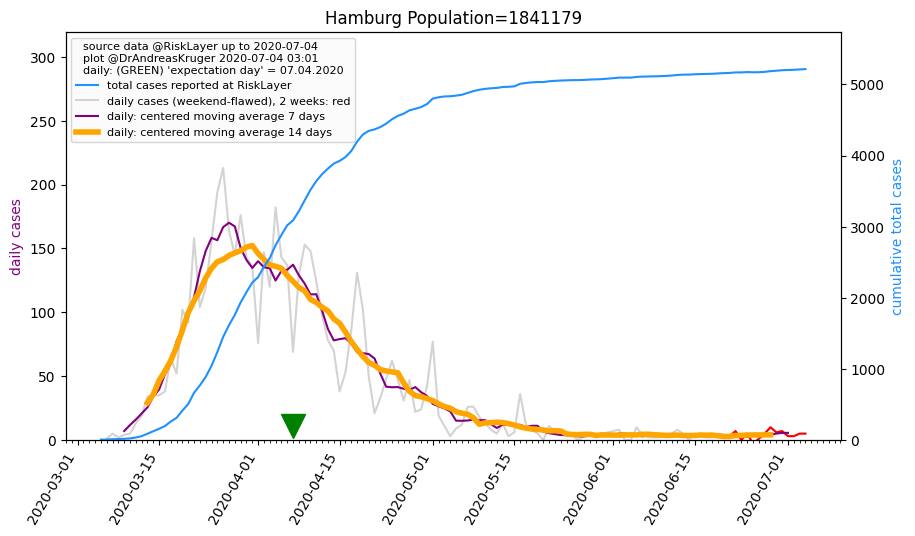 Hamburg Population=1841179
source data @RiskLayer up to 2020-07-04
plot @DrAndreasKruger 2020-07-04 03:01
daily: (GREEN) 'expectation day' = 07.04.2020
total cases reported at RiskLayer
daily cases (weekend-flawed), 2 weeks: red
daily: centered moving average 7 days
daily: centered moving average 14 days
daily cases
300
250
200
150
100
50
0
5000
4000
3000
2000
1000
0
cumulative total cases
2020-03-01
2020-03-15
2020-04-01
2020-04-15
2020-05-01
2020-05-15
2020-06-01
2020-06-15
2020-07-01